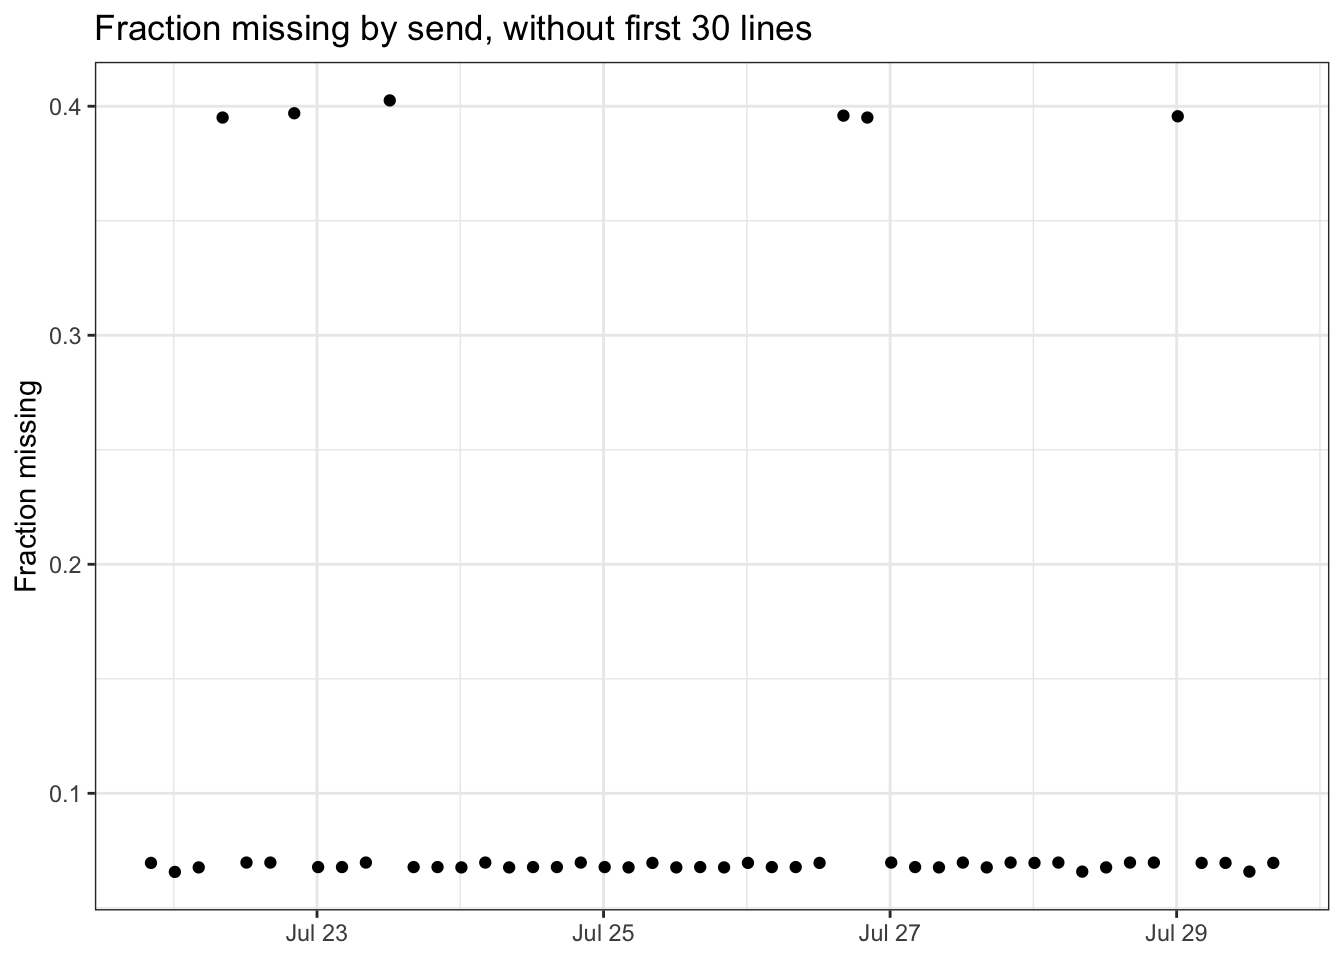 Fraction missing by send, without first 30 lines
Fraction missing
0.4
0.3
0.2
0.1
Jul 23
Jul 25
Jul 27
Jul 29